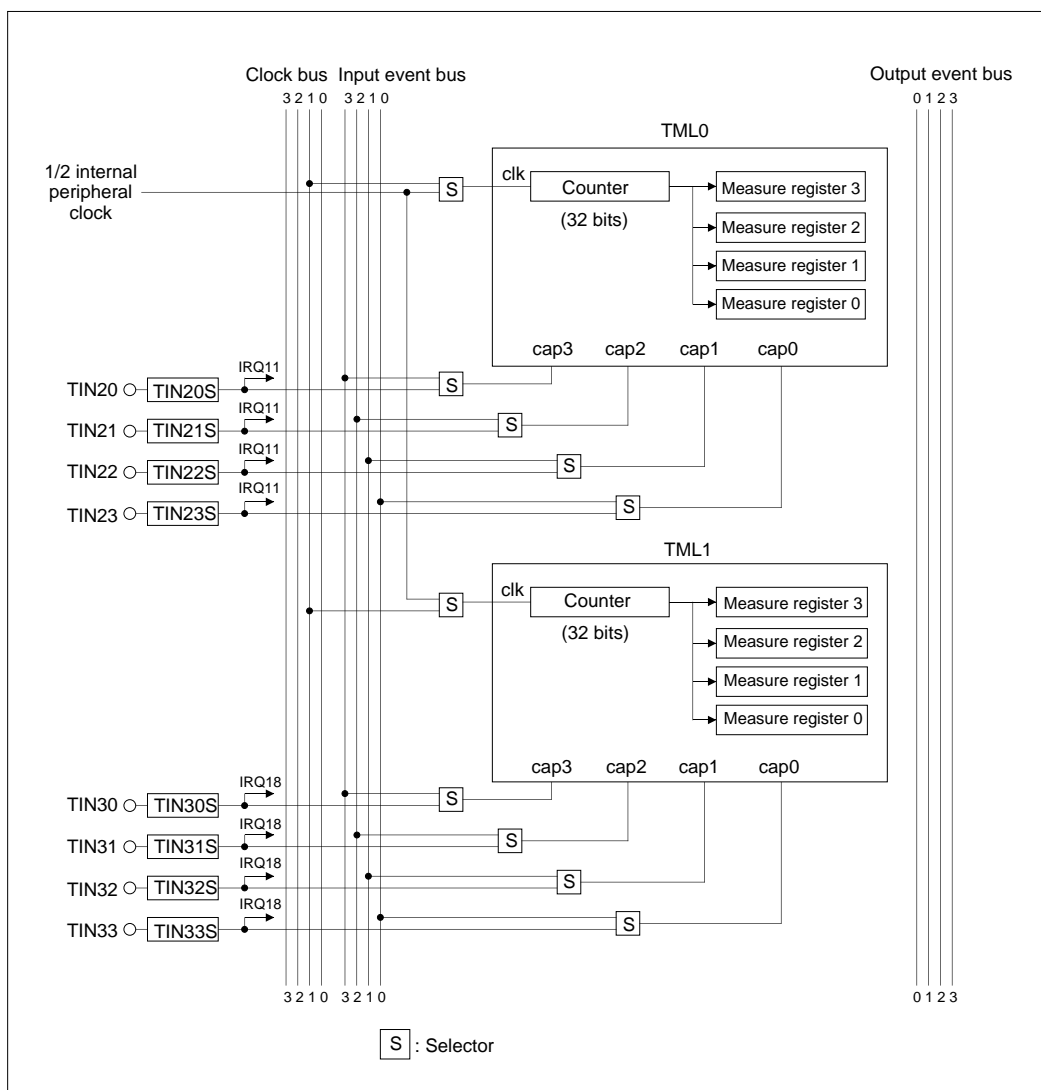 Clock bus Input event bus Output event bus
3 2 1 0 3 2 1 0 0 1 2 3
TML0
1/2 internal
peripheral
clock
S
clk
Counter
(32 bits)
Measure register 3
Measure register 2
Measure register 1
Measure register 0
cap3 cap2 cap1 cap0
TIN20 TIN20S IRQ11 S
TIN21 TIN21S IRQ11 S
TIN22 TIN22S IRQ11 S
TIN23 TIN23S IRQ11 S
TML1
S
clk
Counter
(32 bits)
Measure register 3
Measure register 2
Measure register 1
Measure register 0
cap3 cap2 cap1 cap0
TIN30 TIN30S IRQ18 S
TIN31 TIN31S IRQ18 S
TIN32 TIN32S IRQ18 S
TIN33 TIN33S IRQ18 S
3 2 1 0 3 2 1 0 0 1 2 3
S : Selector